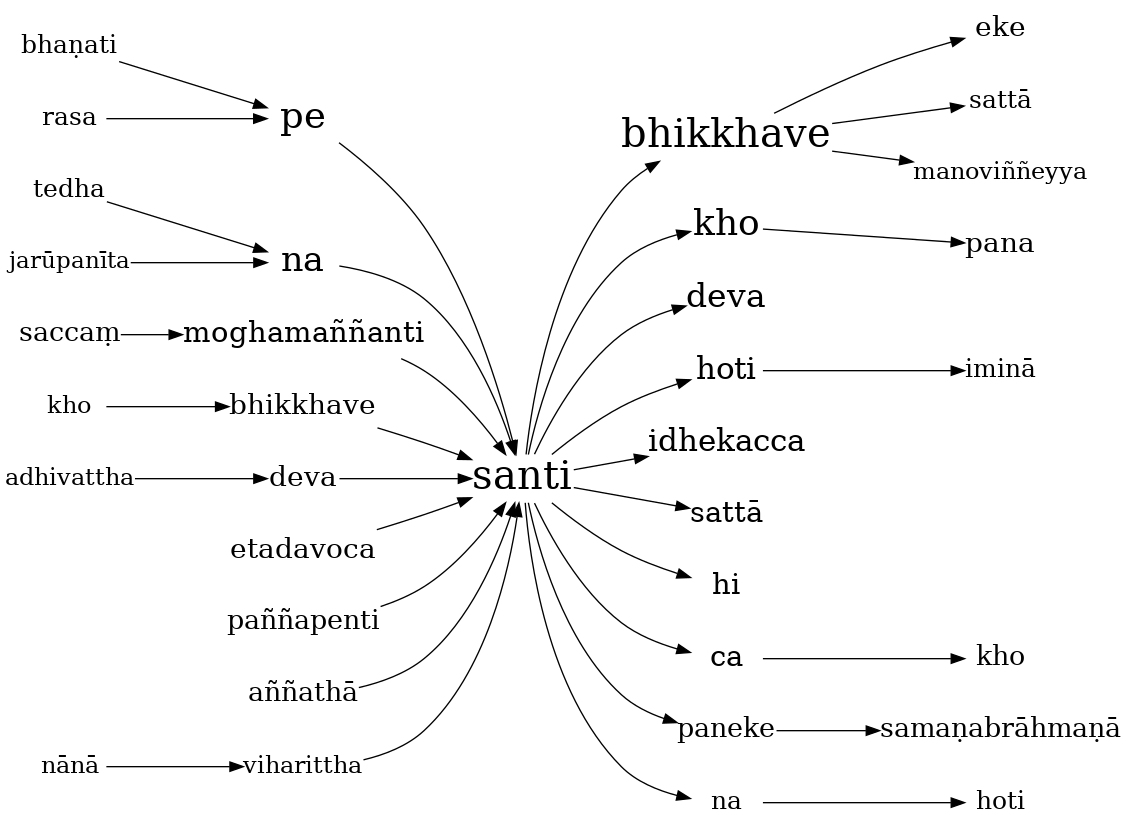 bhaṇati
rasa
pe
tedha
jarūpanīta
na
saccaṃ
moghamaññanti
kho
bhikkhave
adhivattha
deva
etadavoca
paññapenti
aññathā
nānā
viharittha
santi
bhikkhave
eke
sattā
manoviññeyya
kho
pana
deva
hoti
iminā
idhekacca
sattā
hi
ca
kho
paneke
samaṇabrāhmaṇā
na
hoti